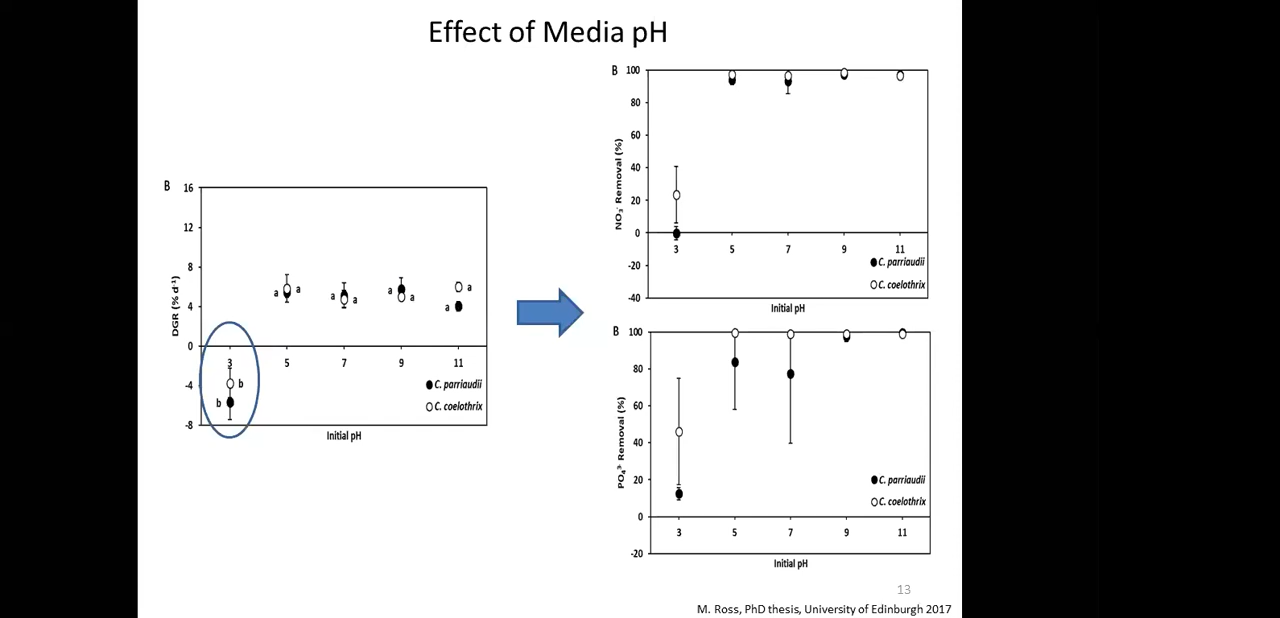 Effect of Media pH
B
16
12
8
4
0
-4
-8
DGR (% d⁻¹)
3
5
7
9
11
a
a
a
a
a
a
a
a
b
b
C. parriaudii
C. coelothrix
Initial pH
B
100
80
60
40
20
0
-20
-40
NO₃⁻ Removal (%)
3
5
7
9
11
C. parriaudii
C. coelothrix
Initial pH
B
100
80
60
40
20
0
-20
PO₄³⁻ Removal (%)
3
5
7
9
11
C. parriaudii
C. coelothrix
Initial pH
13
M. Ross, PhD thesis, University of Edinburgh 2017